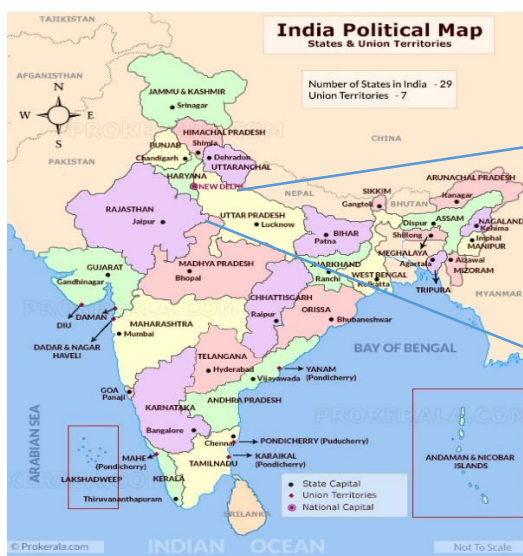 India Political Map
States & Union Territories
Number of States in India - 29
Union Territories - 7
TAJIKISTAN
AFGANISTHAN
PAKISTAN
CHINA
NEPAL
BHUTAN
MYANMAR
N
W
E
S
PROKERALA.COM
JAMMU & KASHMIR
Srinagar
HIMACHAL PRADESH
Shimla
PUNJAB
Chandigarh
Dehradun
UTTARANCHAL
HARYANA
NEW DELHI
RAJASTHAN
Jaipur
UTTAR PRADESH
Lucknow
BIHAR
Patna
SIKKIM
Gangtok
ARUNACHAL PRADESH
Itanagar
ASSAM
Dispur
NAGALAND
Kohima
Shillong
MEGHALAYA
Imphal
MANIPUR
Agartala
Aizawal
MIZORAM
TRIPURA
GUJARAT
Gandhinagar
MADHYA PRADESH
Bhopal
JHARKHAND
Ranchi
WEST BENGAL
Kolkatta
CHHATTISGARH
Raipur
ORISSA
Bhubaneshwar
DAMAN
DIU
DADAR & NAGAR
HAVELI
MAHARASHTRA
Mumbai
TELANGANA
Hyderabad
Vijayawada
YANAM
(Pondicherry)
BAY OF BENGAL
GOA
Panaji
KARNATAKA
Bangalore
ANDHRA PRADESH
Chennai
PONDICHERRY (Puducherry)
KARAIKAL
(Pondicherry)
MAHE
(Pondicherry)
TAMILNADU
KERALA
Thiruvananthapuram
LAKSHADWEEP
ARABIAN SEA
ANDAMAN & NICOBAR
ISLANDS
SRILANKA
State Capital
Union Territories
National Capital
© Prokerala.com
INDIAN OCEAN
Not To Scale